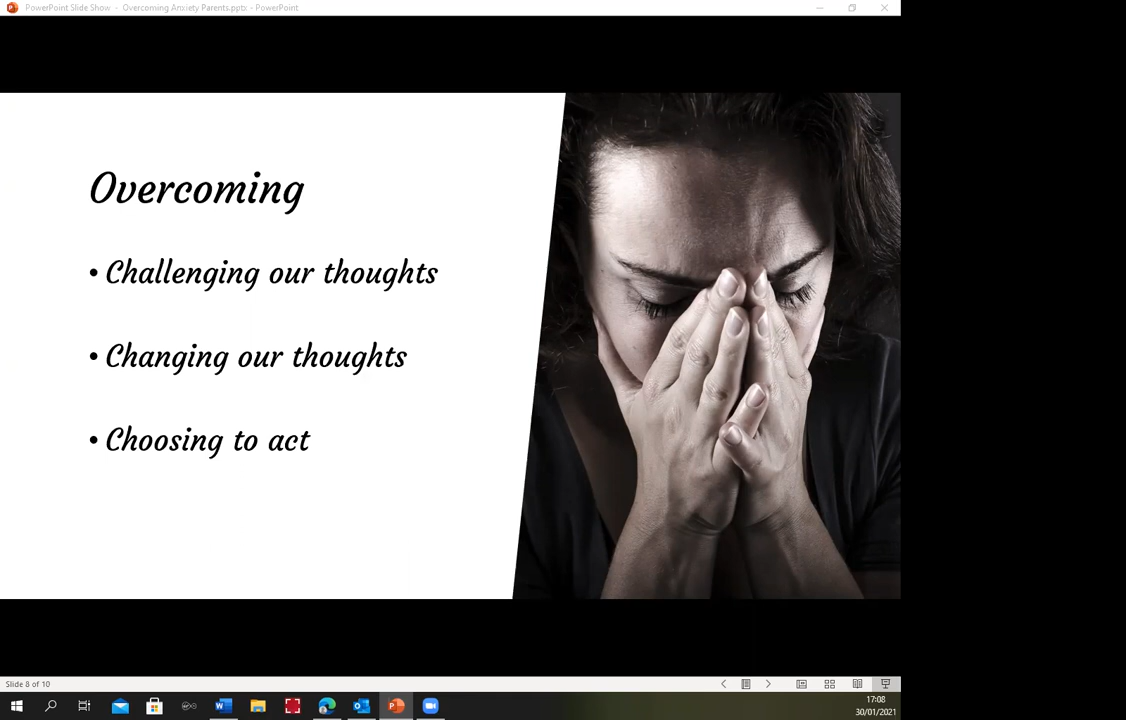 PowerPoint Slide Show - Overcoming Anxiety Parents.pptx - PowerPoint
Overcoming
• Challenging our thoughts
• Changing our thoughts
• Choosing to act
Slide 8 of 10
17:08
30/01/2021